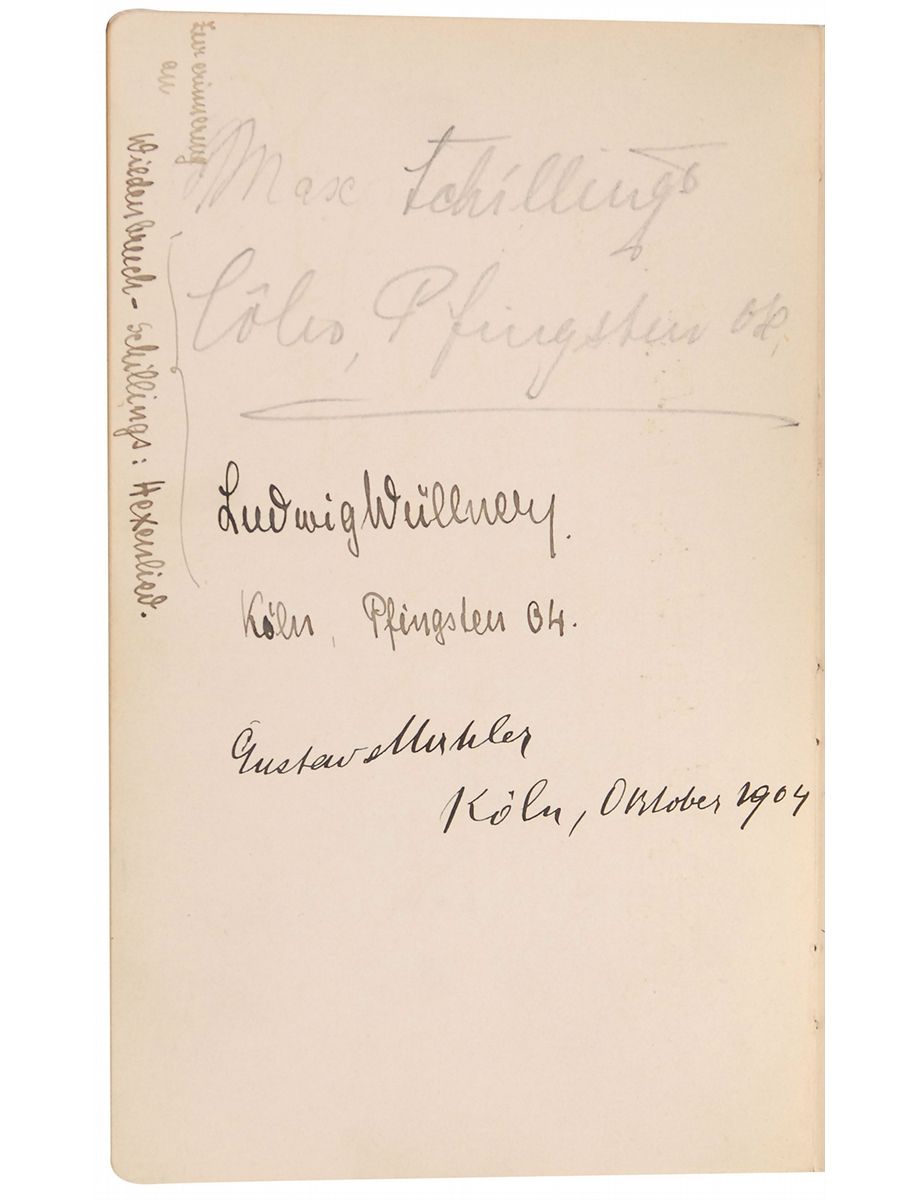 Zur Erinnerung
an
Wiedenbruch - Schillings: Hexenlied.
Max Schillings
Cöln, Pfingsten 04.
Ludwig Wüllner.
Köln, Pfingsten 04.
Gustav Mahler
Köln, Oktober 1904